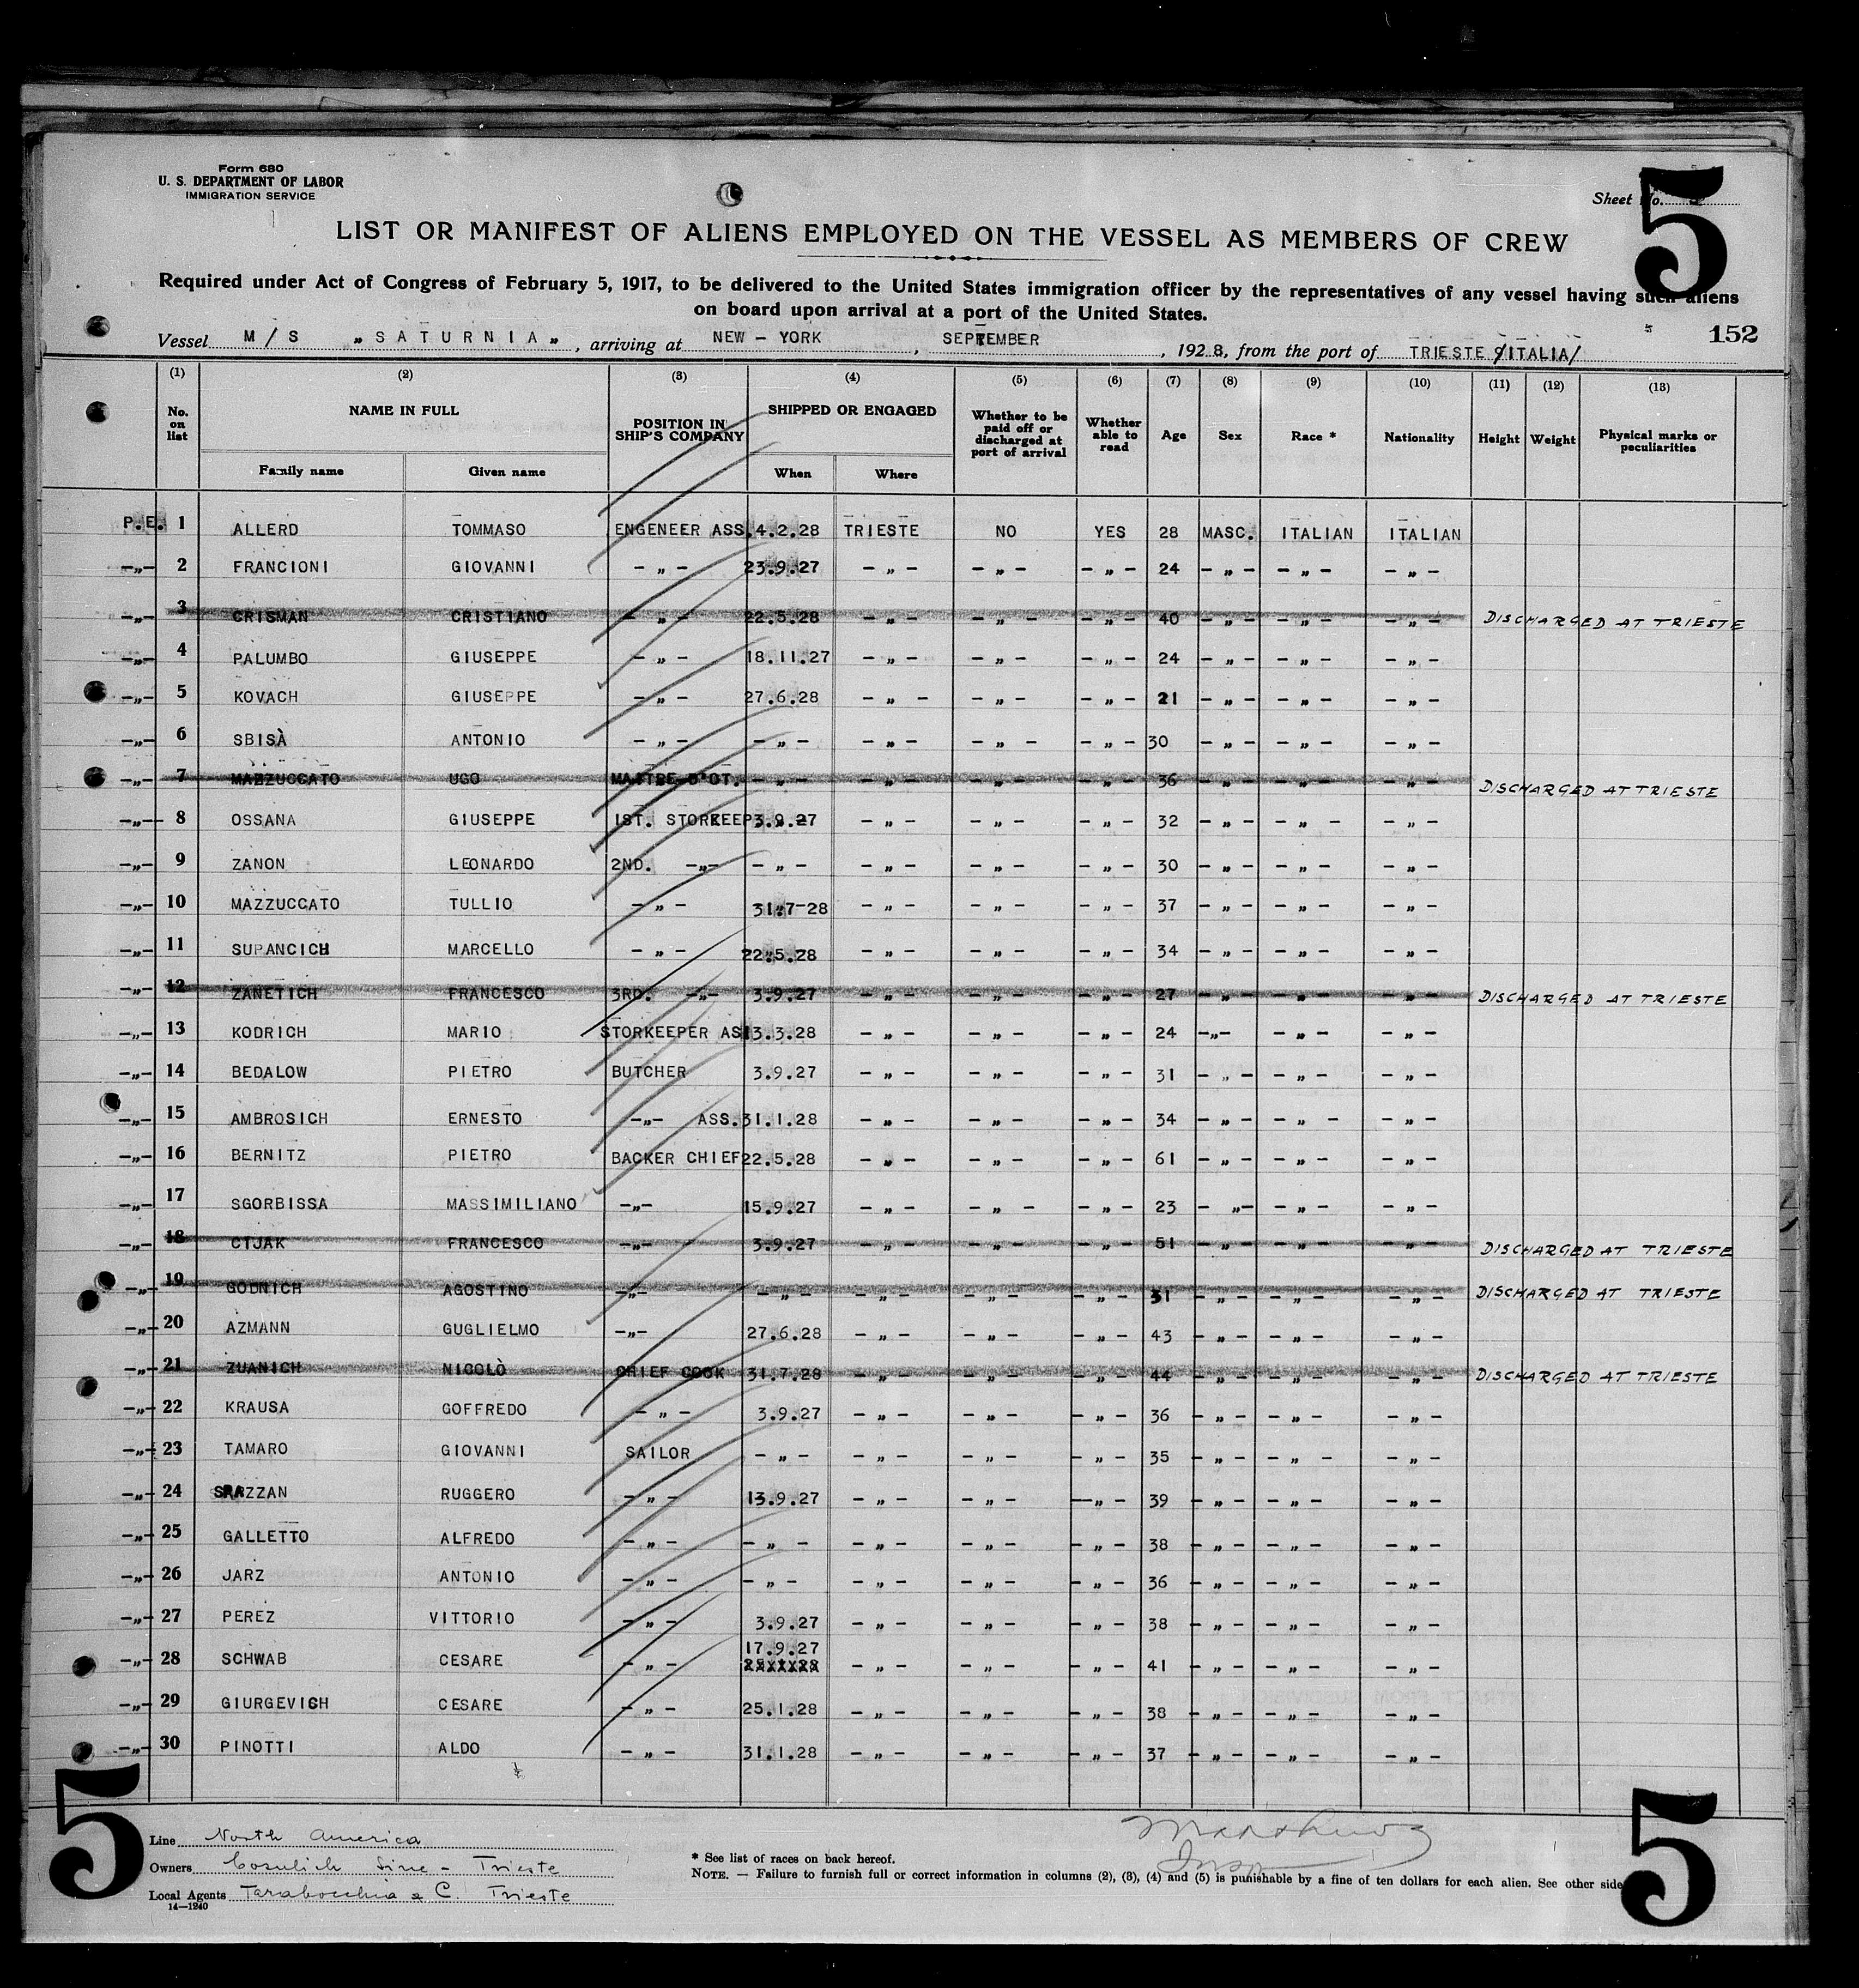 Form 680
U. S. DEPARTMENT OF LABOR
IMMIGRATION SERVICE
Sheet No.
5
LIST OR MANIFEST OF ALIENS EMPLOYED ON THE VESSEL AS MEMBERS OF CREW
Required under Act of Congress of February 5, 1917, to be delivered to the United States immigration officer by the representatives of any vessel having such aliens
on board upon arrival at a port of the United States.
152
Vessel M/S „SATURNIA„ , arriving at NEW – YORK , SEPTEMBER , 1928, from the port of TRIESTE /ITALIA/
(1) (2) (3) (4) (5) (6) (7) (8) (9) (10) (11) (12) (13)
No. on list NAME IN FULL POSITION IN SHIP'S COMPANY SHIPPED OR ENGAGED Whether to be paid off or discharged at port of arrival Whether able to read Age Sex Race * Nationality Height Weight Physical marks or peculiarities
Family name Given name When Where
P.E. 1 ALLERD TOMMASO ENGENEER ASS. 4.2.28 TRIESTE NO YES 28 MASC. ITALIAN ITALIAN
–„– 2 FRANCIONI GIOVANNI –„– 23.9.27 –„– –„– –„– 24 –„– –„– –„–
–„– 3 CRISMAN CRISTIANO –„– 22.5.28 –„– –„– –„– 40 –„– –„– –„– DISCHARGED AT TRIESTE
–„– 4 PALUMBO GIUSEPPE –„– 18.11.27 –„– –„– –„– 24 –„– –„– –„–
–„– 5 KOVACH GIUSEPPE –„– 27.6.28 –„– –„– –„– 21 –„– –„– –„–
–„– 6 SBISÀ ANTONIO –„– –„– –„– –„– –„– 30 –„– –„– –„–
–„– 7 MAZZUCCATO UGO MAITRE D'OT. –„– –„– –„– –„– 36 –„– –„– –„– DISCHARGED AT TRIESTE
–„– 8 OSSANA GIUSEPPE 1ST. STORKEEP 3.9.27 –„– –„– –„– 32 –„– –„– –„–
–„– 9 ZANON LEONARDO 2ND. –„– –„– –„– –„– –„– 30 –„– –„– –„–
–„– 10 MAZZUCCATO TULLIO –„– 31.7-28 –„– –„– –„– 37 –„– –„– –„–
–„– 11 SUPANCICH MARCELLO –„– 22.5.28 –„– –„– –„– 34 –„– –„– –„–
–„– 12 ZANETICH FRANCESCO 3RD. –„– 3.9.27 –„– –„– –„– 27 –„– –„– –„– DISCHARGED AT TRIESTE
–„– 13 KODRICH MARIO STORKEEPER AS 13.3.28 –„– –„– –„– 24 –„– –„– –„–
–„– 14 BEDALOW PIETRO BUTCHER 3.9.27 –„– –„– –„– 31 –„– –„– –„–
–„– 15 AMBROSICH ERNESTO –„– ASS. 31.1.28 –„– –„– –„– 34 –„– –„– –„–
–„– 16 BERNITZ PIETRO BACKER CHIEF 22.5.28 –„– –„– –„– 61 –„– –„– –„–
–„– 17 SGORBISSA MASSIMILIANO –„– 15.9.27 –„– –„– –„– 23 –„– –„– –„–
–„– 18 CIJAK FRANCESCO –„– 3.9.27 –„– –„– –„– 51 –„– –„– –„– DISCHARGED AT TRIESTE
–„– 19 GODNICH AGOSTINO –„– –„– –„– –„– –„– 31 –„– –„– –„– DISCHARGED AT TRIESTE
–„– 20 AZMANN GUGLIELMO –„– 27.6.28 –„– –„– –„– 43 –„– –„– –„–
–„– 21 ZUANICH NICOLÒ CHIEF COOK 31.7.28 –„– –„– –„– 44 –„– –„– –„– DISCHARGED AT TRIESTE
–„– 22 KRAUSA GOFFREDO –„– 3.9.27 –„– –„– –„– 36 –„– –„– –„–
–„– 23 TAMARO GIOVANNI SAILOR –„– –„– –„– –„– 35 –„– –„– –„–
–„– 24 SPAZZAN RUGGERO –„– 13.9.27 –„– –„– –„– 39 –„– –„– –„–
–„– 25 GALLETTO ALFREDO –„– –„– –„– –„– –„– 38 –„– –„– –„–
–„– 26 JARZ ANTONIO –„– –„– –„– –„– –„– 36 –„– –„– –„–
–„– 27 PEREZ VITTORIO –„– 3.9.27 –„– –„– –„– 38 –„– –„– –„–
–„– 28 SCHWAB CESARE –„– 17.9.27 –„– –„– –„– 41 –„– –„– –„–
–„– 29 GIURGEVICH CESARE –„– 25.1.28 –„– –„– –„– 38 –„– –„– –„–
–„– 30 PINOTTI ALDO –„– 31.1.28 –„– –„– –„– 37 –„– –„– –„–
5
5
Line North America
Owners Cosulich Line - Trieste
Local Agents Tarabocchia & C. Trieste
14—1240
* See list of races on back hereof.
NOTE. — Failure to furnish full or correct information in columns (2), (3), (4) and (5) is punishable by a fine of ten dollars for each alien. See other side